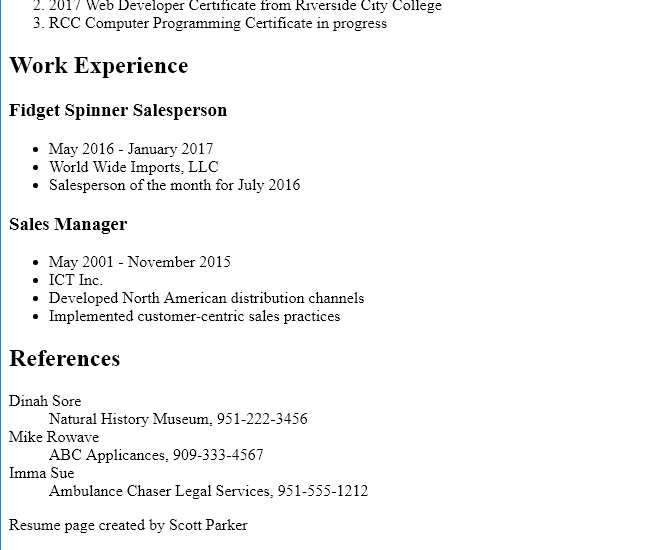 2. 2017 Web Developer Certificate from Riverside City College
3. RCC Computer Programming Certificate in progress
Work Experience
Fidget Spinner Salesperson
• May 2016 - January 2017
• World Wide Imports, LLC
• Salesperson of the month for July 2016
Sales Manager
• May 2001 - November 2015
• ICT Inc.
• Developed North American distribution channels
• Implemented customer-centric sales practices
References
Dinah Sore
Natural History Museum, 951-222-3456
Mike Rowave
ABC Applicances, 909-333-4567
Imma Sue
Ambulance Chaser Legal Services, 951-555-1212
Resume page created by Scott Parker